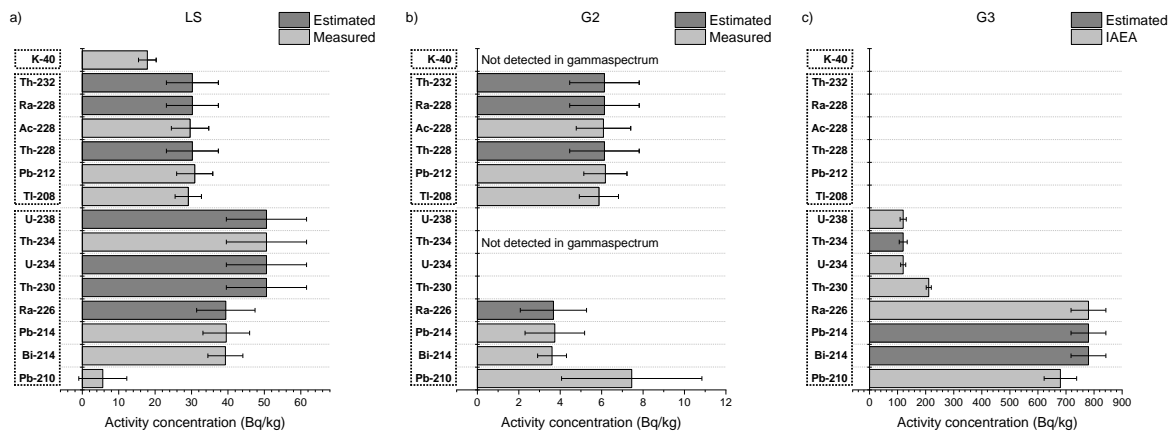 a)
LS
Estimated
Measured
K-40
Th-232
Ra-228
Ac-228
Th-228
Pb-212
Tl-208
U-238
Th-234
U-234
Th-230
Ra-226
Pb-214
Bi-214
Pb-210
0 10 20 30 40 50 60
Activity concentration (Bq/kg)
b)
G2
Estimated
Measured
K-40
Not detected in gammaspectrum
Th-232
Ra-228
Ac-228
Th-228
Pb-212
Tl-208
U-238
Th-234
Not detected in gammaspectrum
U-234
Th-230
Ra-226
Pb-214
Bi-214
Pb-210
0 2 4 6 8 10 12
Activity concentration (Bq/kg)
c)
G3
Estimated
IAEA
K-40
Th-232
Ra-228
Ac-228
Th-228
Pb-212
Tl-208
U-238
Th-234
U-234
Th-230
Ra-226
Pb-214
Bi-214
Pb-210
0 100 200 300 400 500 600 700 800 900
Activity concentration (Bq/kg)